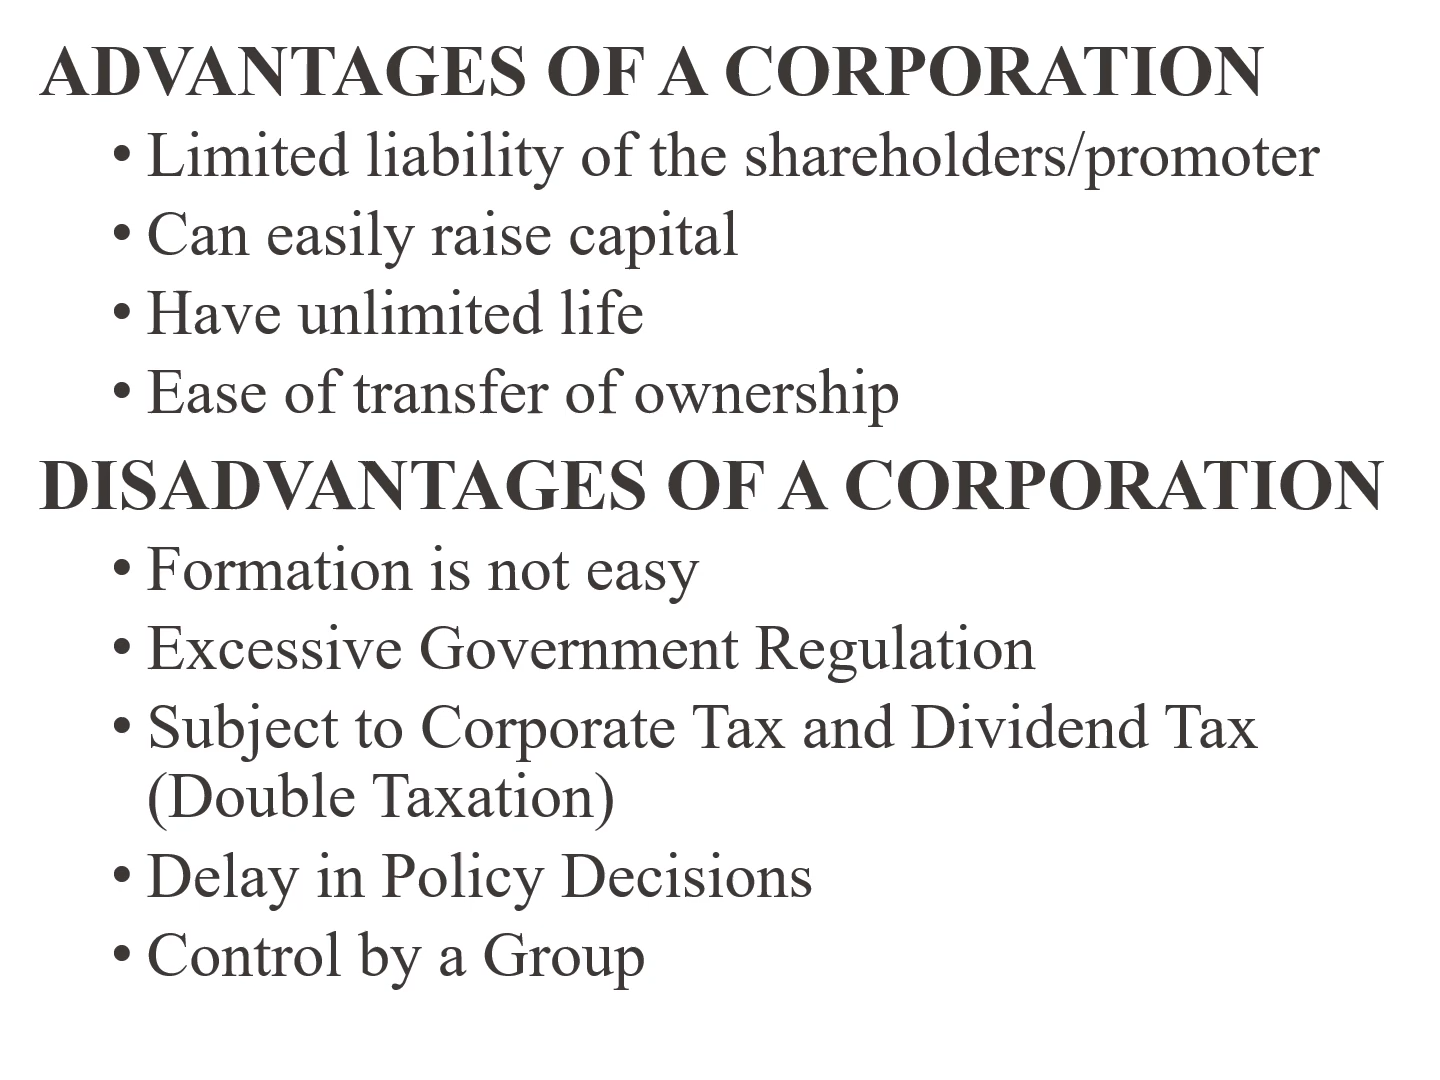 ADVANTAGES OF A CORPORATION
• Limited liability of the shareholders/promoter
• Can easily raise capital
• Have unlimited life
• Ease of transfer of ownership
DISADVANTAGES OF A CORPORATION
• Formation is not easy
• Excessive Government Regulation
• Subject to Corporate Tax and Dividend Tax
(Double Taxation)
• Delay in Policy Decisions
• Control by a Group